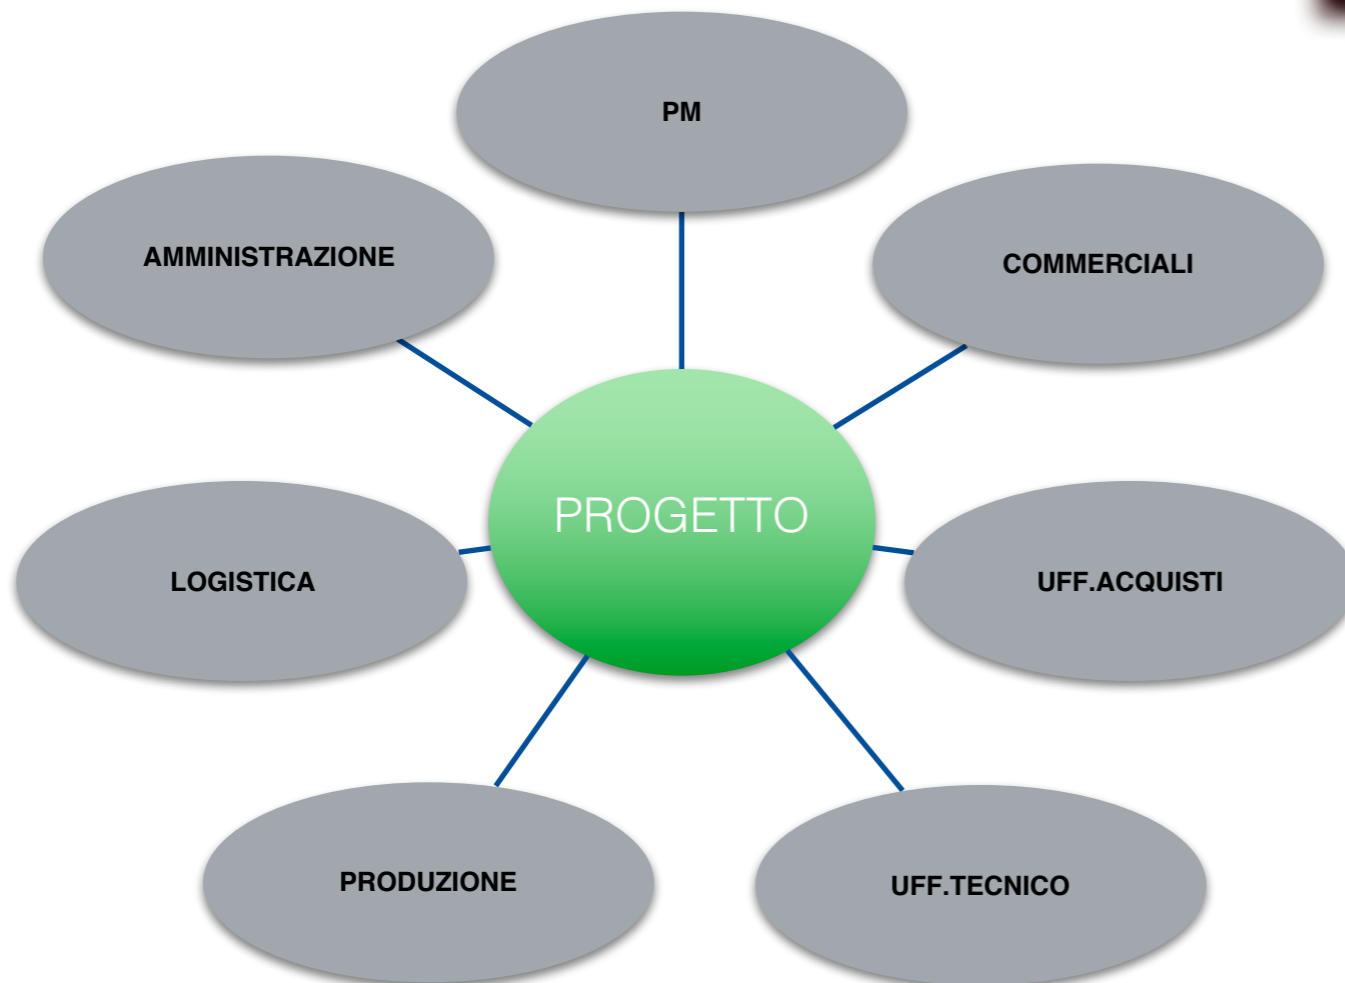 PM
AMMINISTRAZIONE
COMMERCIALI
PROGETTO
LOGISTICA
UFF.ACQUISTI
PRODUZIONE
UFF.TECNICO